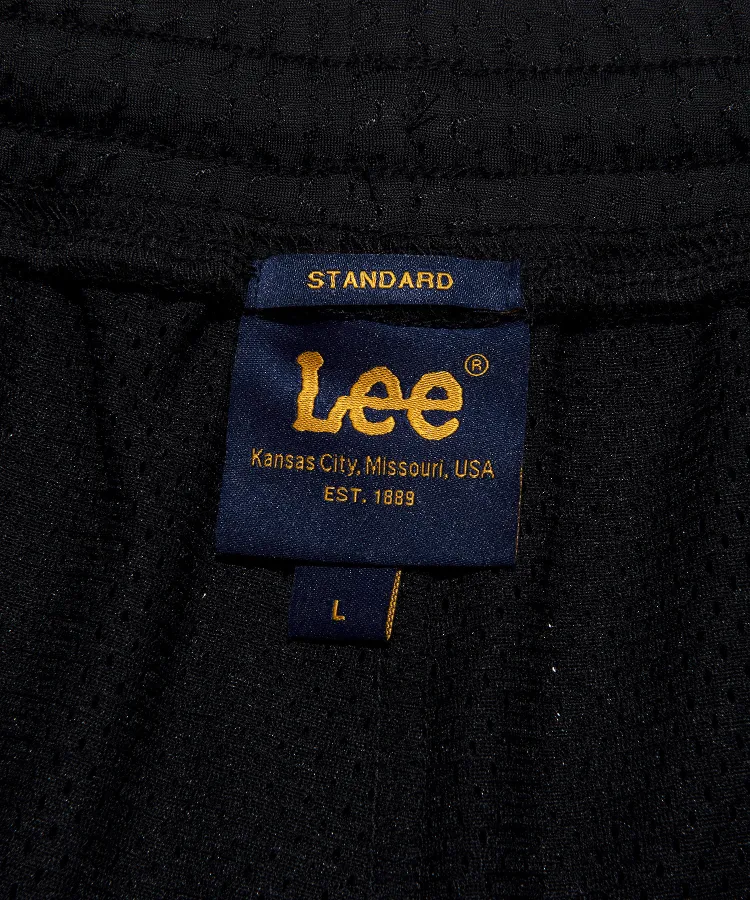 STANDARD
Lee®
Kansas City, Missouri, USA
EST. 1889
L